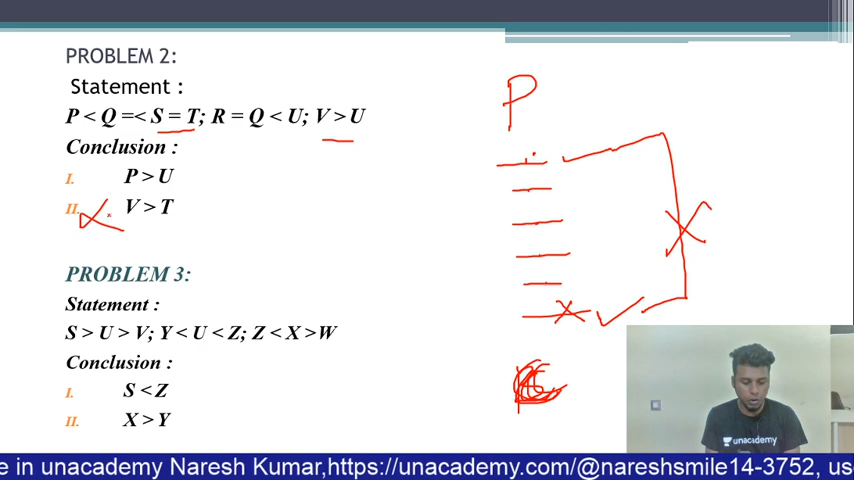 PROBLEM 2:
Statement :
P < Q =< S = T; R = Q < U; V > U
Conclusion :
I. P > U
II. V > T
PROBLEM 3:
Statement :
S > U > V; Y < U < Z; Z < X > W
Conclusion :
I. S < Z
II. X > Y
P
unacademy
e in unacademy Naresh Kumar,https://unacademy.com/@nareshsmile14-3752, us